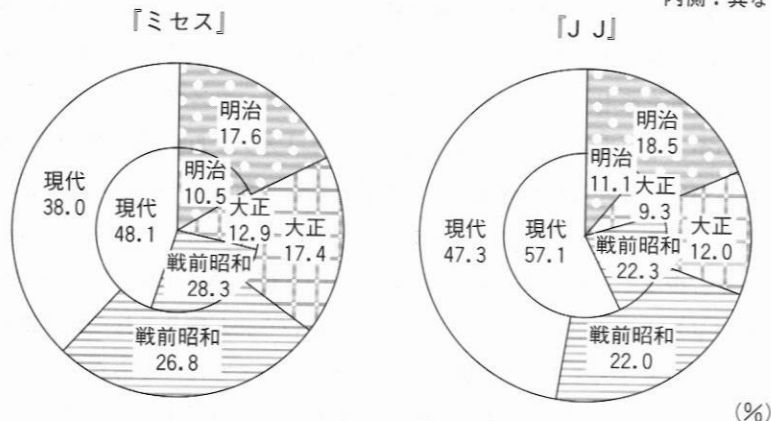 内側：異な
『ミセス』
『JJ』
明治
17.6
明治
10.5
大正
12.9
大正
17.4
戦前昭和
28.3
戦前昭和
26.8
現代
38.0
現代
48.1
明治
18.5
明治
11.1
大正
9.3
大正
12.0
戦前昭和
22.3
戦前昭和
22.0
現代
47.3
現代
57.1
(%)